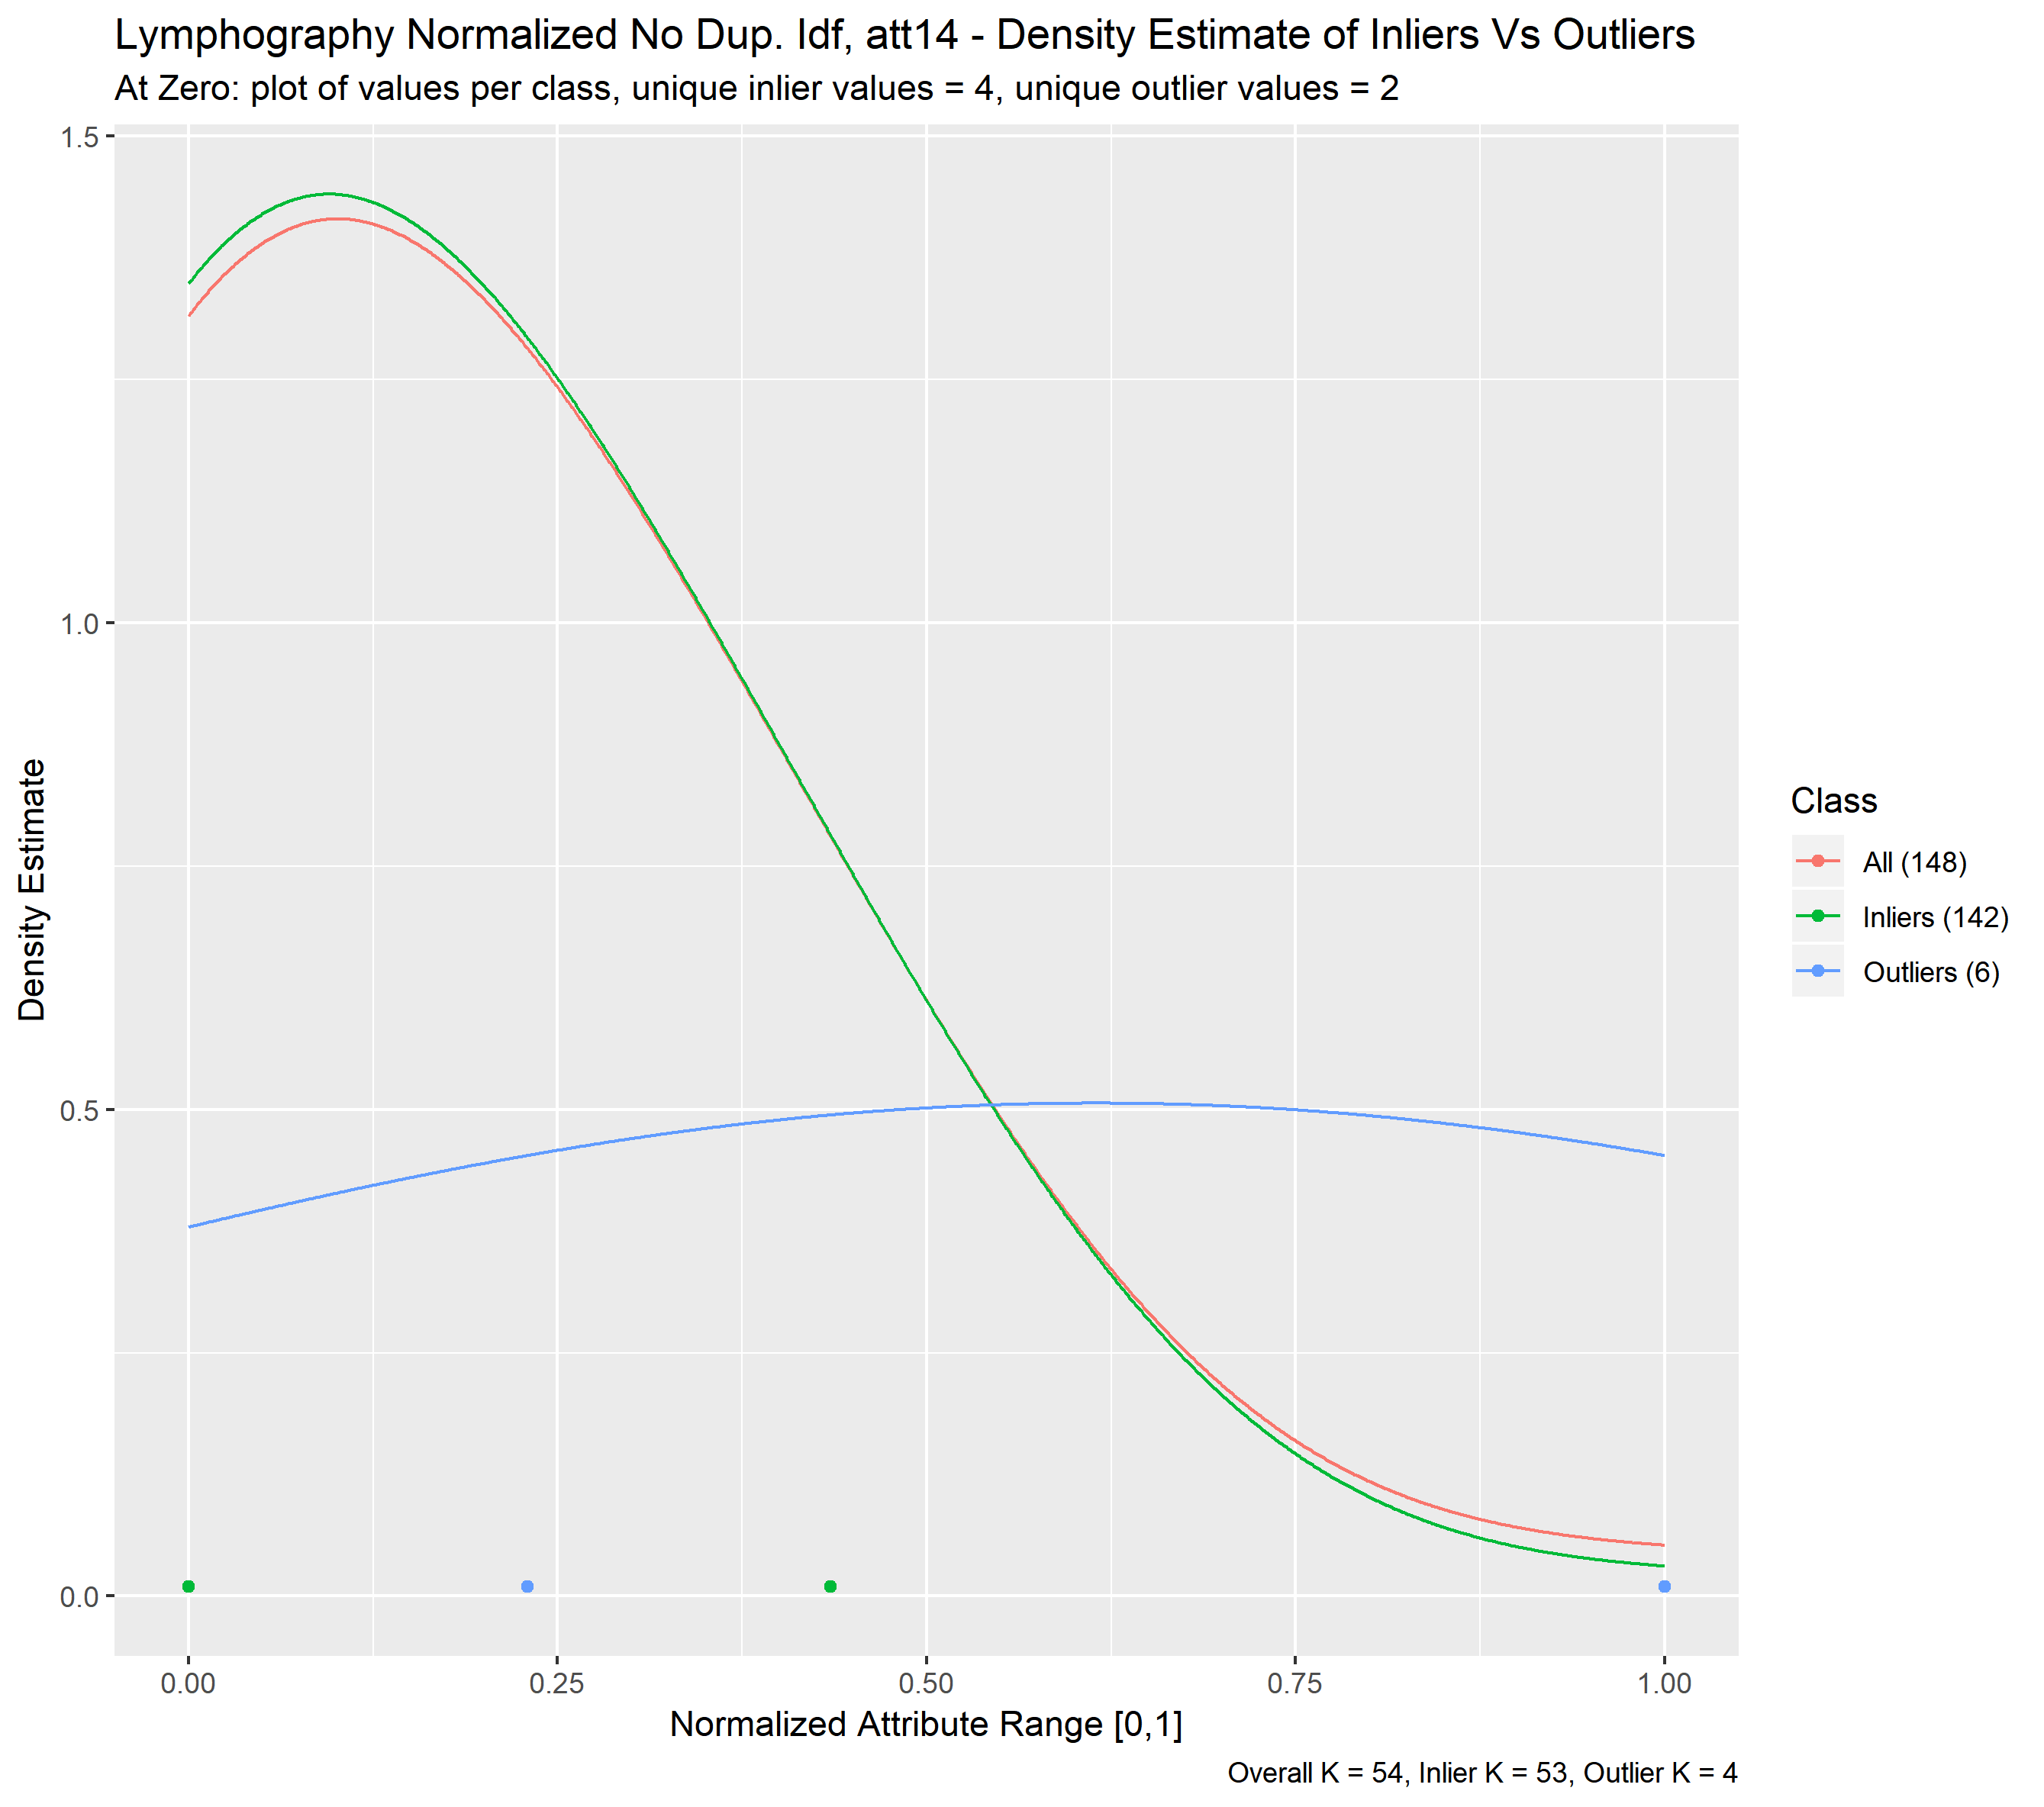 Lymphography Normalized No Dup. Idf, att14 - Density Estimate of Inliers Vs Outliers
At Zero: plot of values per class, unique inlier values = 4, unique outlier values = 2
1.5
1.0
0.5
0.0
Density Estimate
0.00 0.25 0.50 0.75 1.00
Normalized Attribute Range [0,1]
Class
All (148)
Inliers (142)
Outliers (6)
Overall K = 54, Inlier K = 53, Outlier K = 4